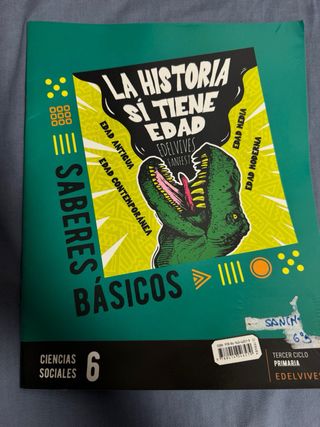 LA HISTORIA
SÍ TIENE
EDAD
EDELVIVES
FANFEST
EDAD ANTIGUA
EDAD CONTEMPORÁNEA
EDAD MEDIA
EDAD MODERNA
SABERES
BÁSICOS
CIENCIAS
SOCIALES
6
TERCER CICLO
PRIMARIA
EDELVIVES